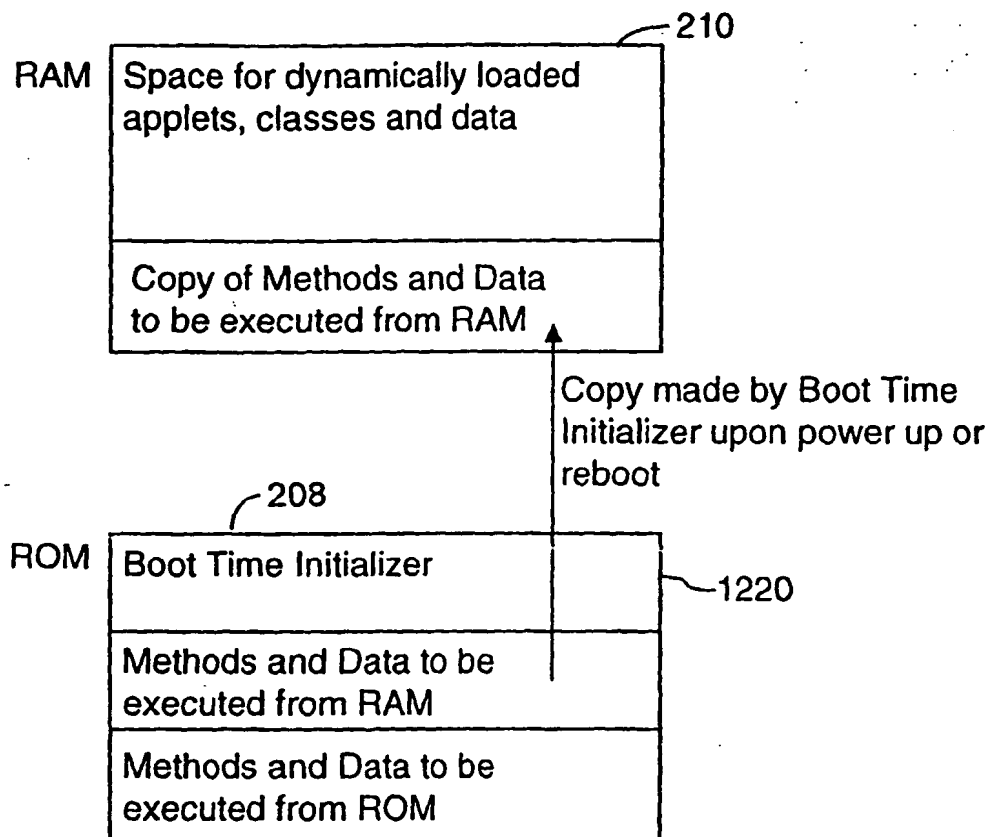 210
RAM
Space for dynamically loaded
applets, classes and data
Copy of Methods and Data
to be executed from RAM
Copy made by Boot Time
Initializer upon power up or
reboot
208
ROM
Boot Time Initializer
1220
Methods and Data to be
executed from RAM
Methods and Data to be
executed from ROM